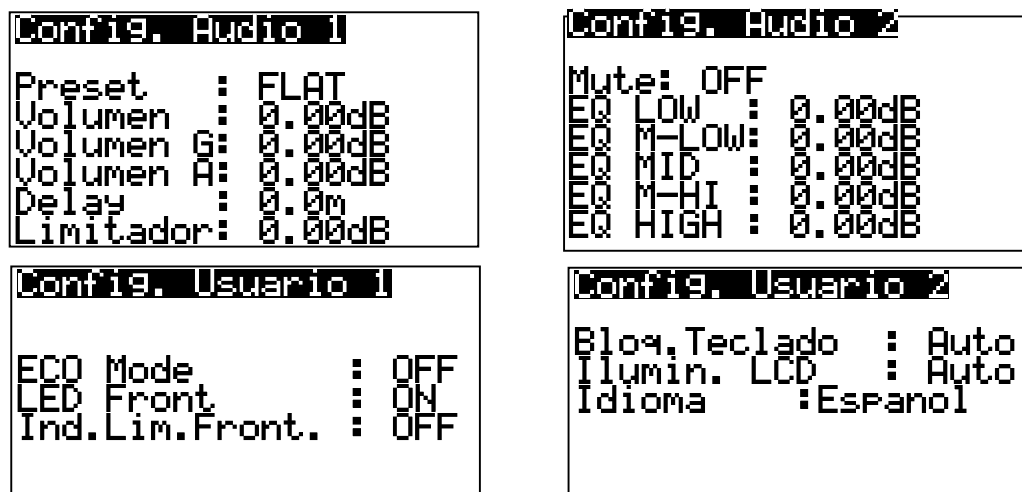 Config. Audio 1
Preset : FLAT
Volumen : 0.00dB
Volumen G: 0.00dB
Volumen A: 0.00dB
Delay : 0.0m
Limitador: 0.00dB
Config. Audio 2
Mute: OFF
EQ LOW : 0.00dB
EQ M-LOW: 0.00dB
EQ MID : 0.00dB
EQ M-HI : 0.00dB
EQ HIGH : 0.00dB
Config. Usuario 1
ECO Mode : OFF
LED Front : ON
Ind.Lim.Front. : OFF
Config. Usuario 2
Bloq.Teclado : Auto
Ilumin. LCD : Auto
Idioma :Espanol